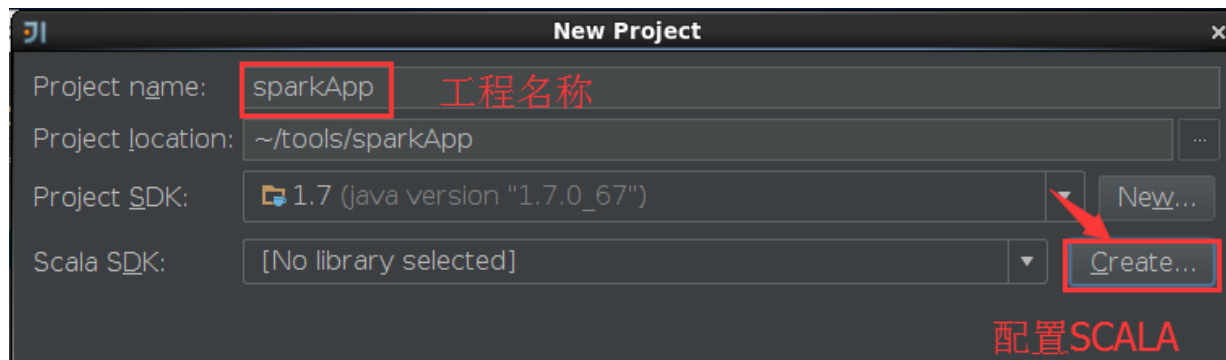 New Project
Project name: sparkApp 工程名称
Project location: ~/tools/sparkApp ...
Project SDK: 1.7 (java version "1.7.0_67") New...
Scala SDK: [No library selected] Create...
配置SCALA